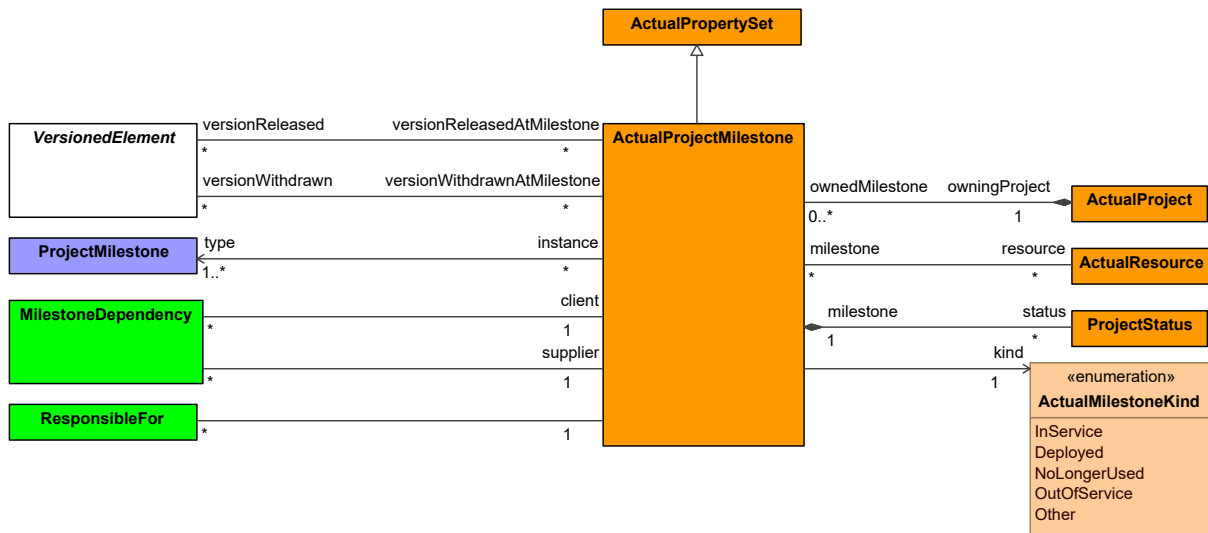 ActualPropertySet
VersionedElement
versionReleased
versionReleasedAtMilestone
*
*
versionWithdrawn
versionWithdrawnAtMilestone
*
*
ActualProjectMilestone
ownedMilestone
owningProject
0..*
1
ActualProject
ProjectMilestone
type
instance
1..*
*
milestone
resource
*
*
ActualResource
MilestoneDependency
client
*
1
supplier
*
1
milestone
status
1
*
ProjectStatus
kind
1
ResponsibleFor
*
1
«enumeration»
ActualMilestoneKind
InService
Deployed
NoLongerUsed
OutOfService
Other